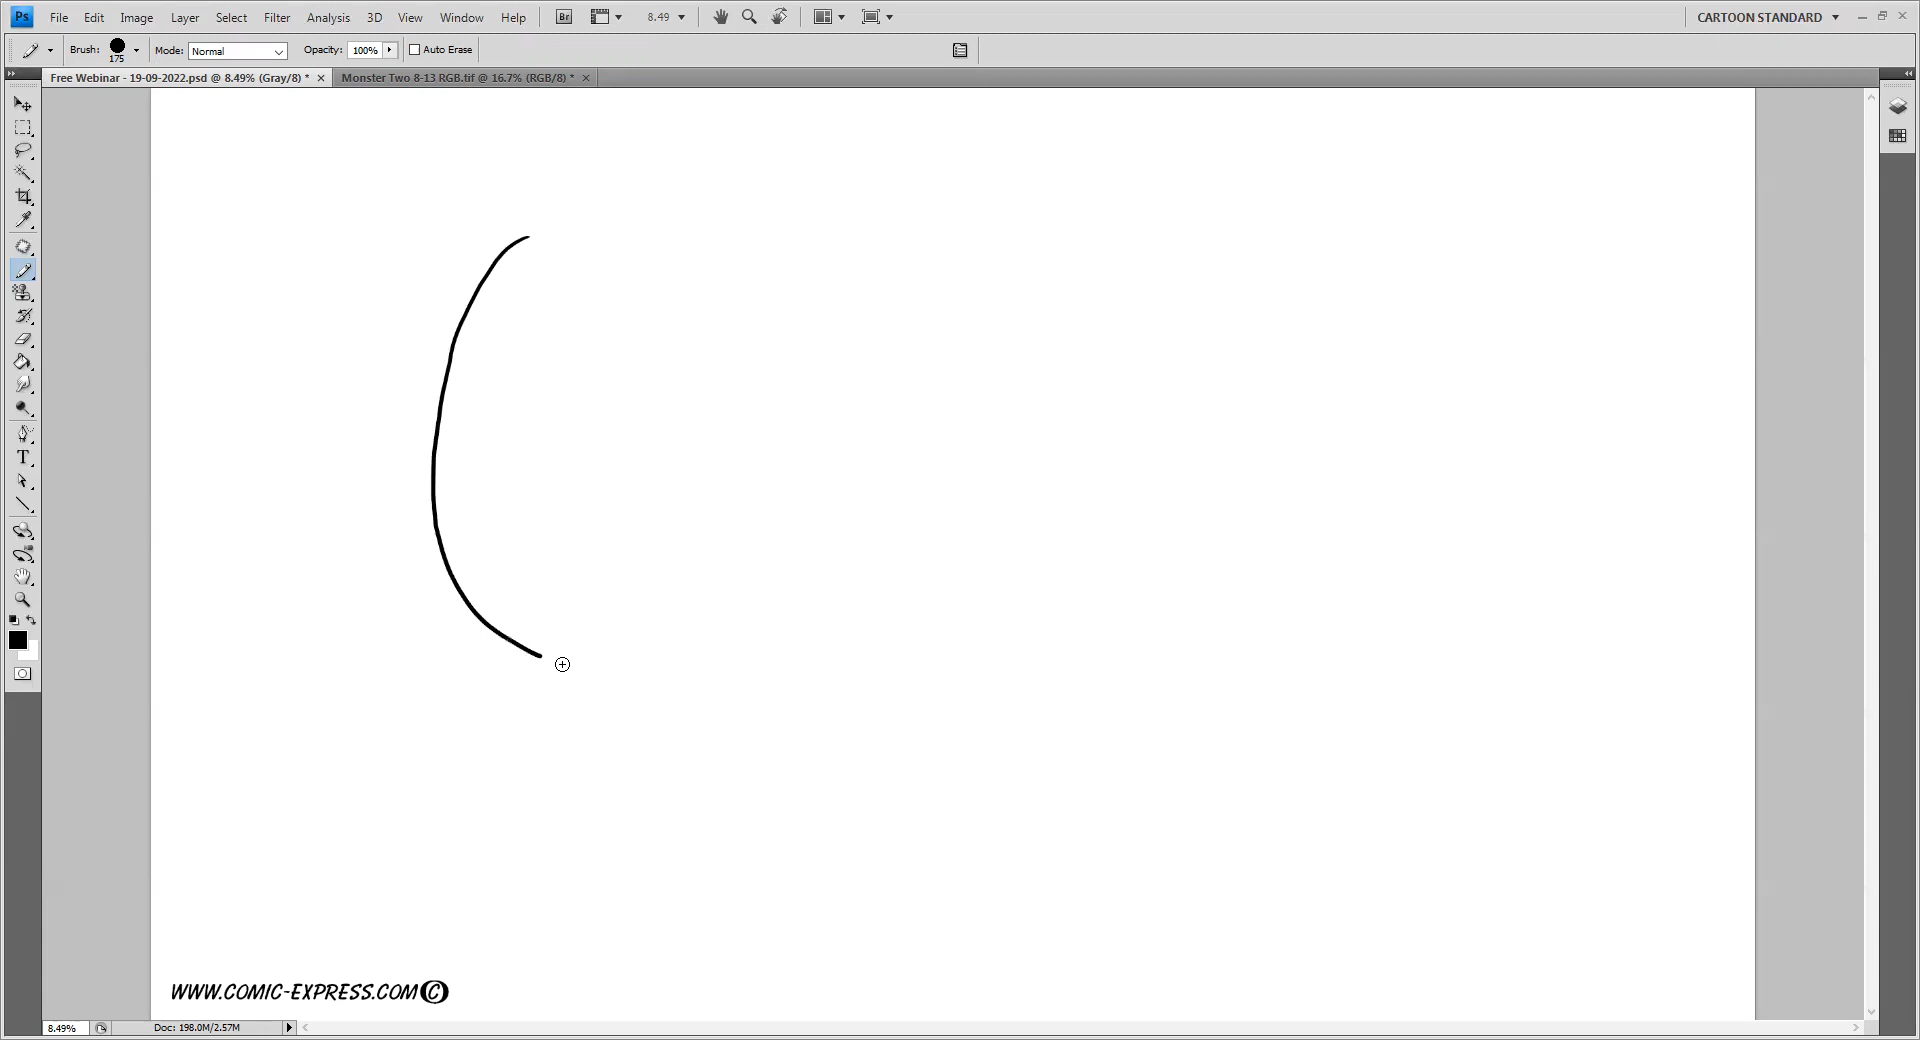 Ps File Edit Image Layer Select Filter Analysis 3D View Window Help Br 8.49 CARTOON STANDARD
Brush: 175 Mode: Normal Opacity: 100% Auto Erase
Free Webinar - 19-09-2022.psd @ 8.49% (Gray/8) * Monster Two 8-13 RGB.tif @ 16.7% (RGB/8) *
T
WWW.COMIC-EXPRESS.COM ©
8.49% Doc: 198.0M/2.57M